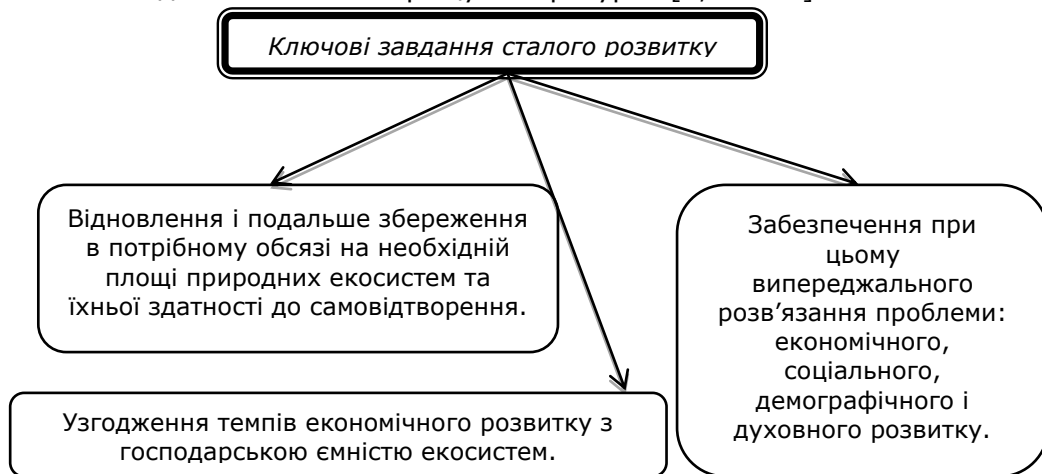 Ключові завдання сталого розвитку
Відновлення і подальше збереження
в потрібному обсязі на необхідній
площі природних екосистем та
їхньої здатності до самовідтворення.
Забезпечення при
цьому
випереджального
розв’язання проблеми:
економічного,
соціального,
демографічного і
духовного розвитку.
Узгодження темпів економічного розвитку з
господарською ємністю екосистем.